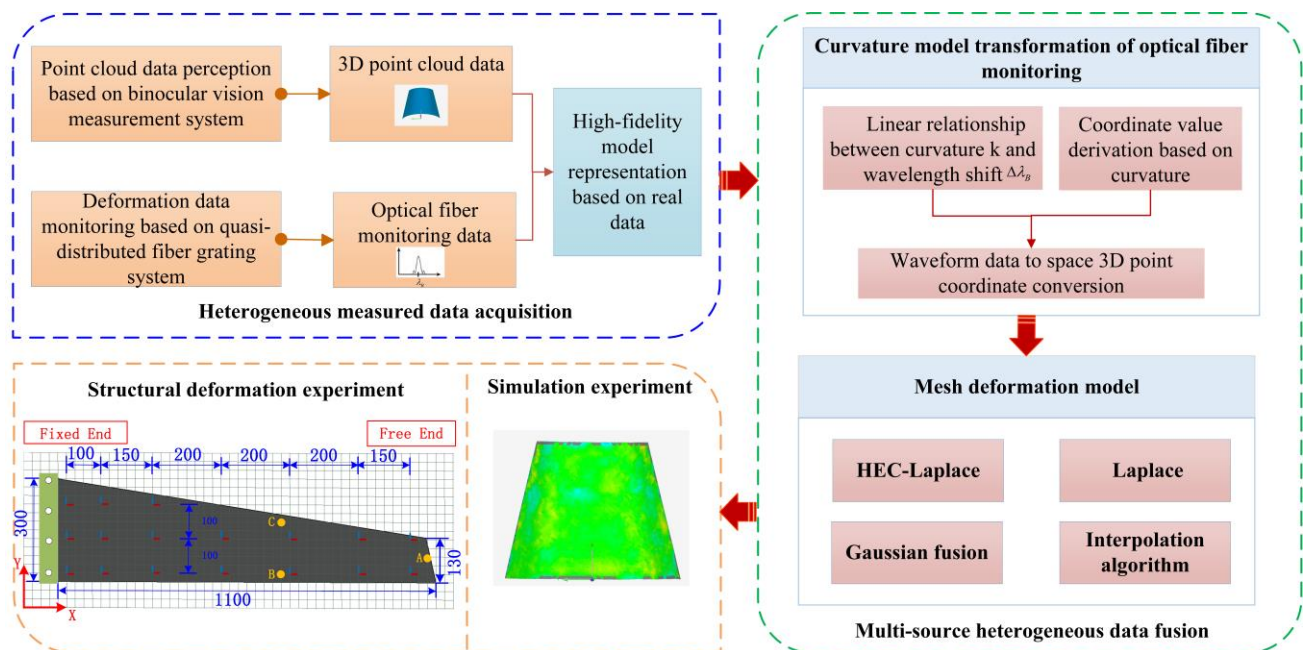 Point cloud data perception
based on binocular vision
measurement system
3D point cloud data
High-fidelity
model
representation
based on real
data
Deformation data
monitoring based on quasi-
distributed fiber grating
system
Optical fiber
monitoring data
λB
Heterogeneous measured data acquisition
Curvature model transformation of optical fiber
monitoring
Linear relationship
between curvature k and
wavelength shift ΔλB
Coordinate value
derivation based on
curvature
Waveform data to space 3D point
coordinate conversion
Mesh deformation model
HEC-Laplace
Laplace
Gaussian fusion
Interpolation
algorithm
Multi-source heterogeneous data fusion
Structural deformation experiment
Fixed End
Free End
100
150
200
200
200
150
300
100
100
C
B
A
130
Y
X
1100
Simulation experiment